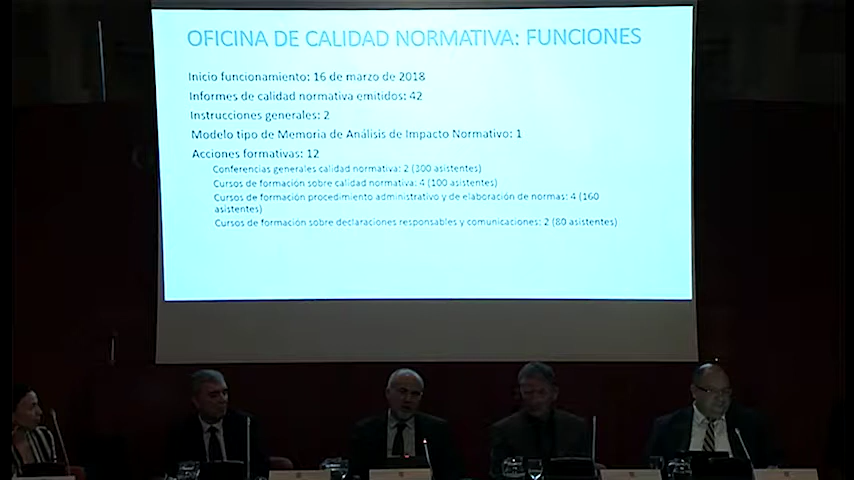 OFICINA DE CALIDAD NORMATIVA: FUNCIONES
Inicio funcionamiento: 16 de marzo de 2018
Informes de calidad normativa emitidos: 42
Instrucciones generales: 2
Modelo tipo de Memoria de Análisis de Impacto Normativo: 1
Acciones formativas: 12
Conferencias generales calidad normativa: 2 (300 asistentes)
Cursos de formación sobre calidad normativa: 4 (100 asistentes)
Cursos de formación procedimiento administrativo y de elaboración de normas: 4 (160
asistentes)
Cursos de formación sobre declaraciones responsables y comunicaciones: 2 (80 asistentes)